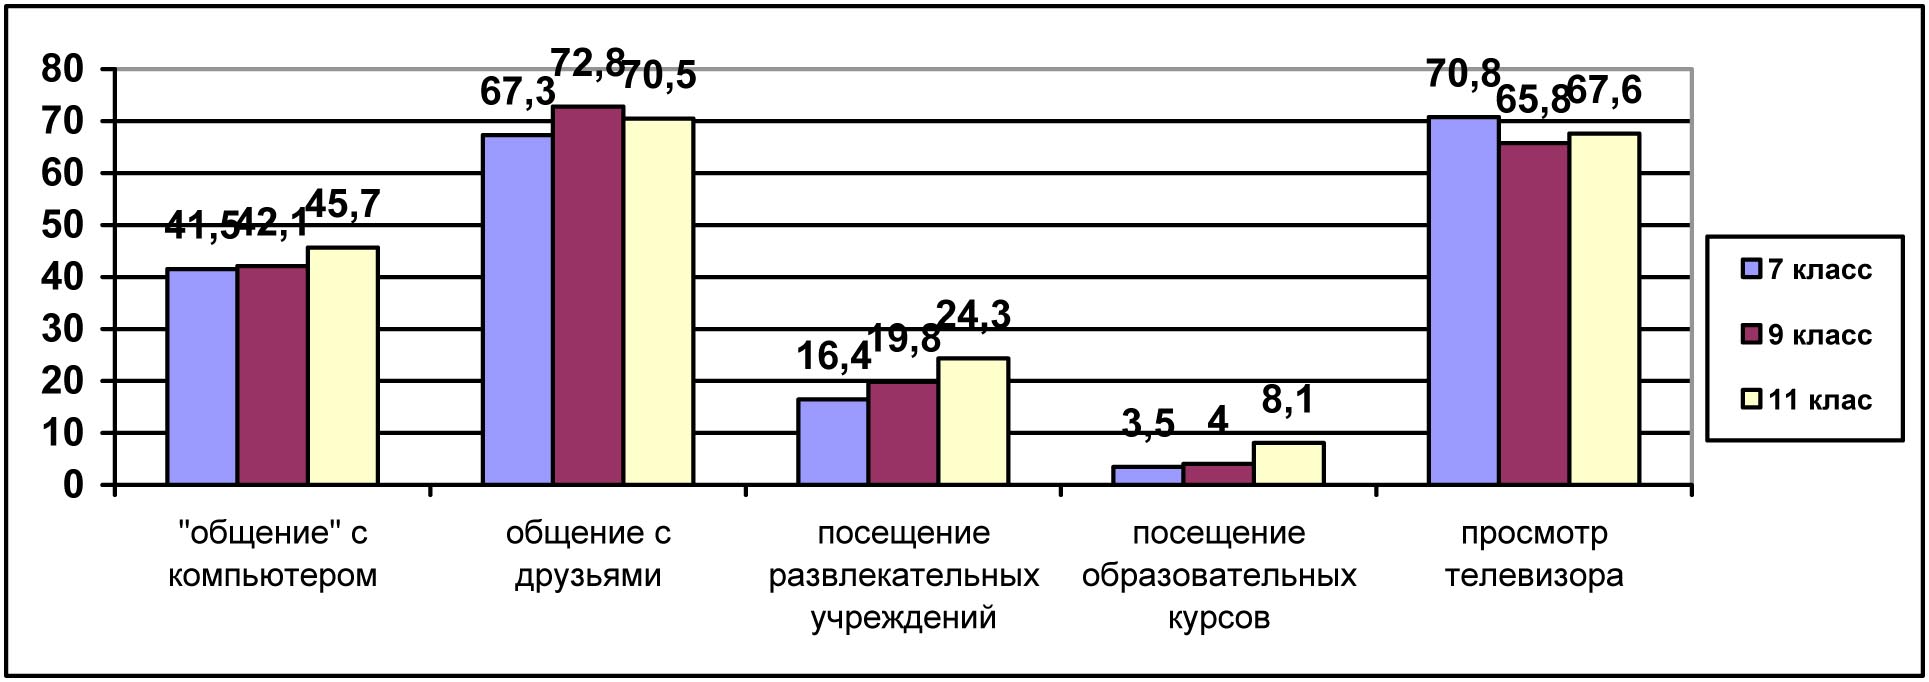 80
70
60
50
40
30
20
10
0
41,5
42,1
45,7
67,3
72,8
70,5
16,4
19,8
24,3
3,5
4
8,1
70,8
65,8
67,6
"общение" с
компьютером
общение с
друзьями
посещение
развлекательных
учреждений
посещение
образовательных
курсов
просмотр
телевизора
7 класс
9 класс
11 клас